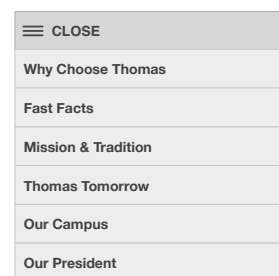 CLOSE
Why Choose Thomas
Fast Facts
Mission & Tradition
Thomas Tomorrow
Our Campus
Our President